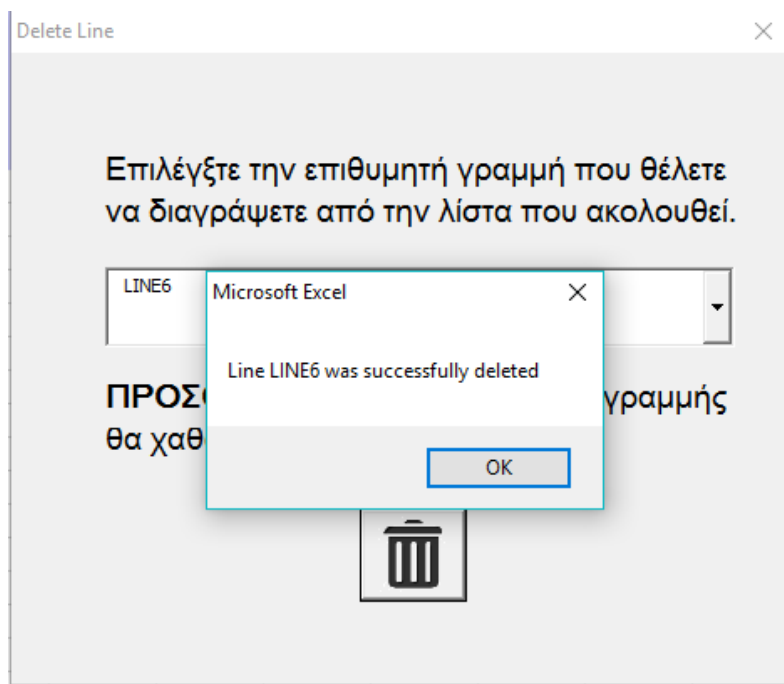 Delete Line
Επιλέγξτε την επιθυμητή γραμμή που θέλετε
να διαγράψετε από την λίστα που ακολουθεί.
LINE6
Microsoft Excel
Line LINE6 was successfully deleted
OK
γραμμής
θα